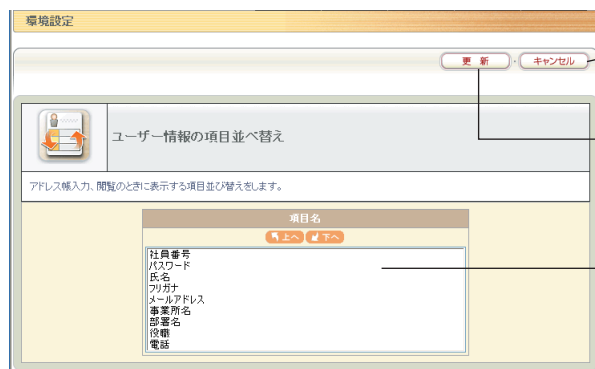 環境設定
更 新
キャンセル
ユーザー情報の項目並べ替え
アドレス帳入力、閲覧のときに表示する項目並び替えをします。
項目名
上へ 下へ
社員番号
パスワード
氏名
フリガナ
メールアドレス
事業所名
部署名
役職
電話